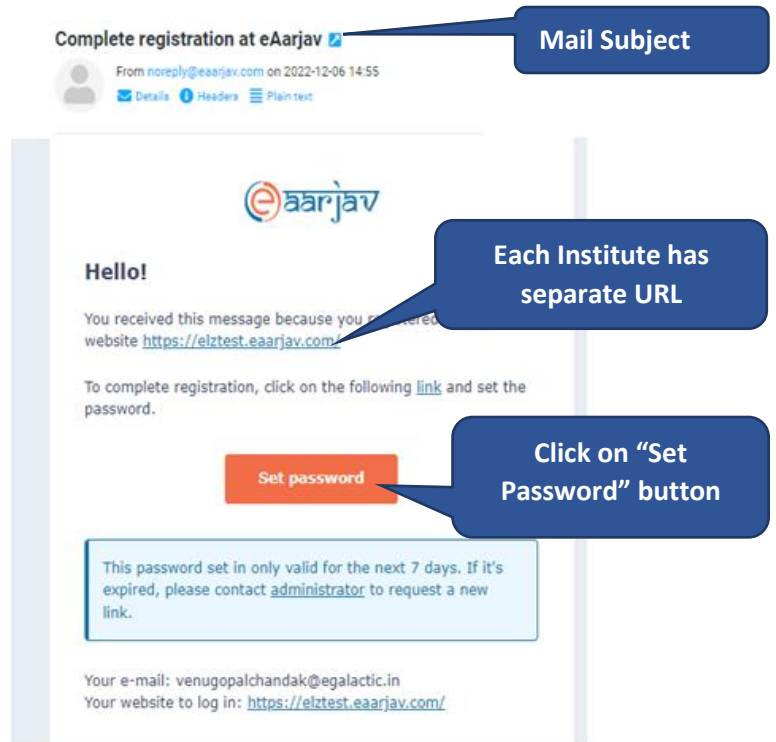 Complete registration at eAarjav
Mail Subject
From noreply@eaarjav.com on 2022-12-06 14:55
Details Headers Plain text
eaarjav
Each Institute has
separate URL
Hello!
You received this message because you registered
website https://elztest.eaarjav.com/
To complete registration, click on the following link and set the
password.
Click on “Set
Password” button
Set password
This password set in only valid for the next 7 days. If it's
expired, please contact administrator to request a new
link.
Your e-mail: venugopalchandak@egalactic.in
Your website to log in: https://elztest.eaarjav.com/